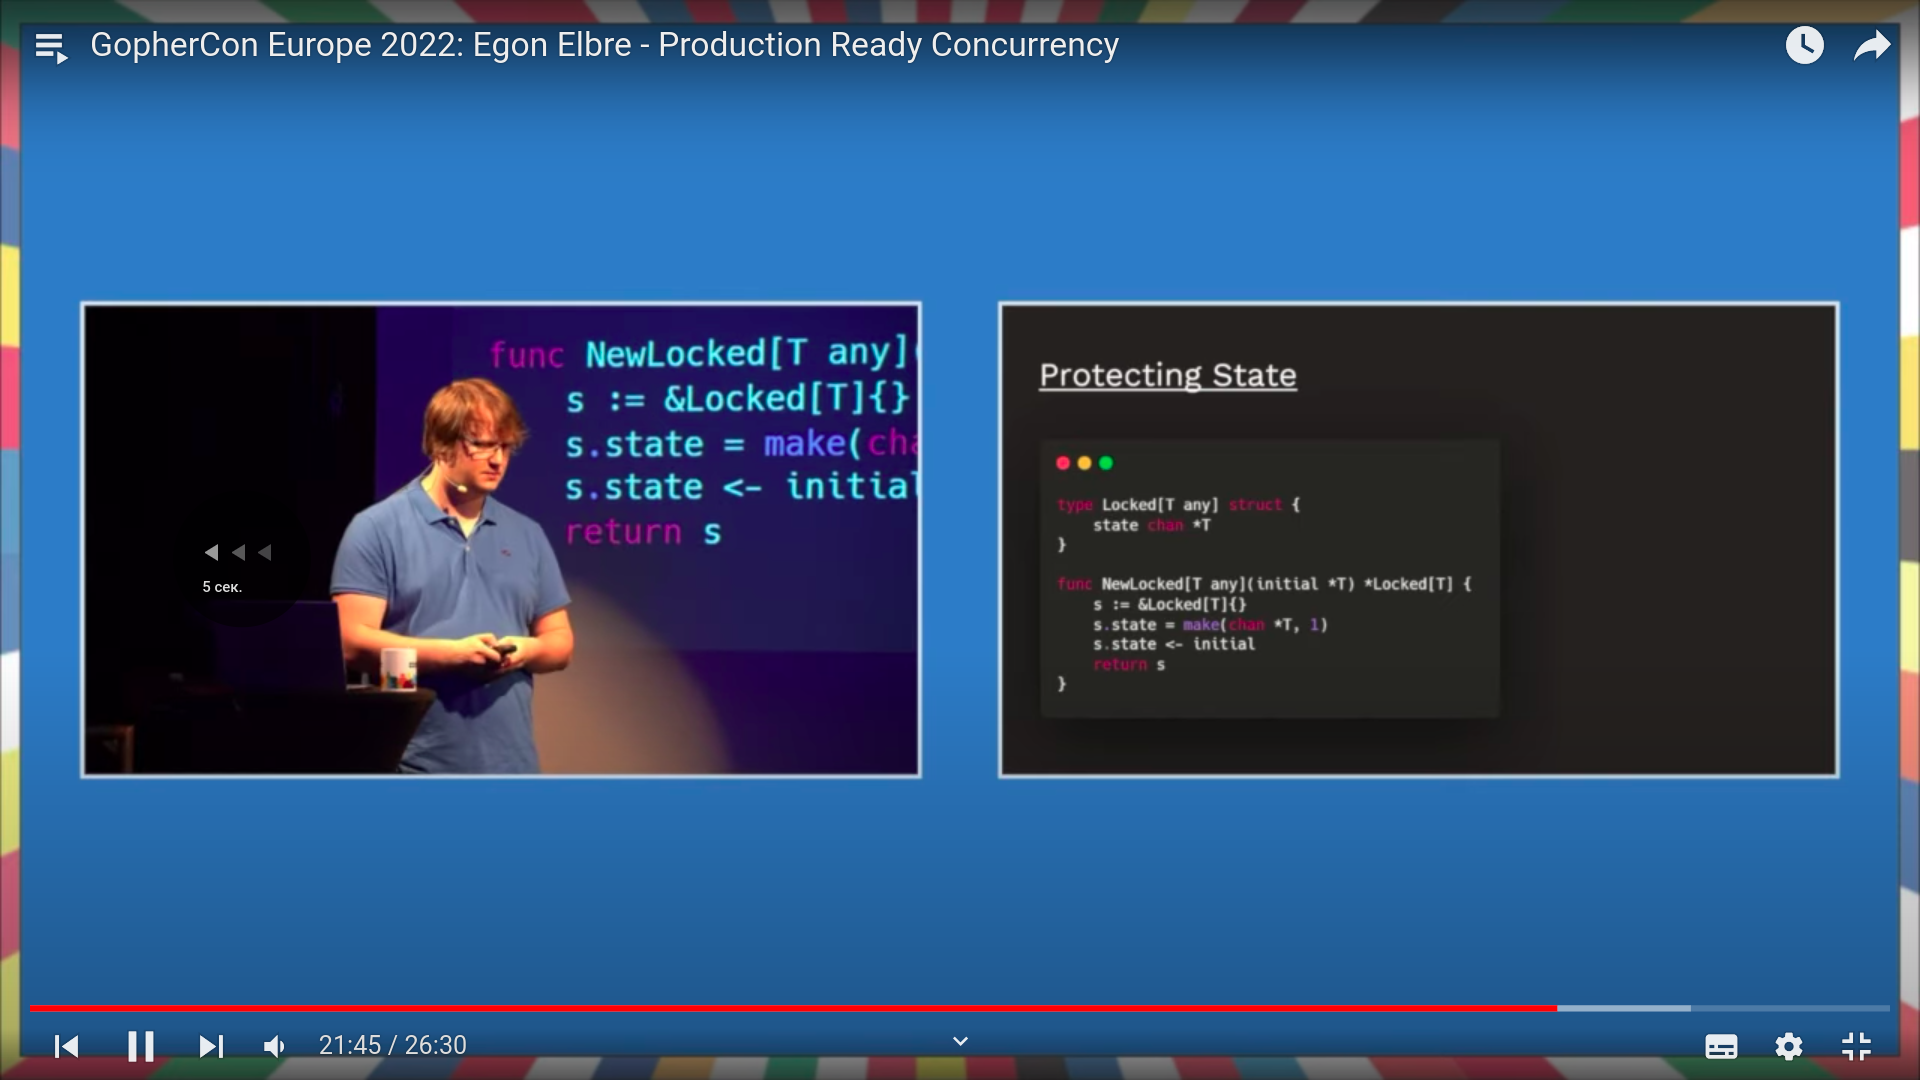 GopherCon Europe 2022: Egon Elbre - Production Ready Concurrency
func NewLocked[T any](
s := &Locked[T]{}
s.state = make(cha
s.state <- initial
return s
5 сек.
Protecting State
type Locked[T any] struct {
state chan *T
}
func NewLocked[T any](initial *T) *Locked[T] {
s := &Locked[T]{}
s.state = make(chan *T, 1)
s.state <- initial
return s
}
21:45 / 26:30